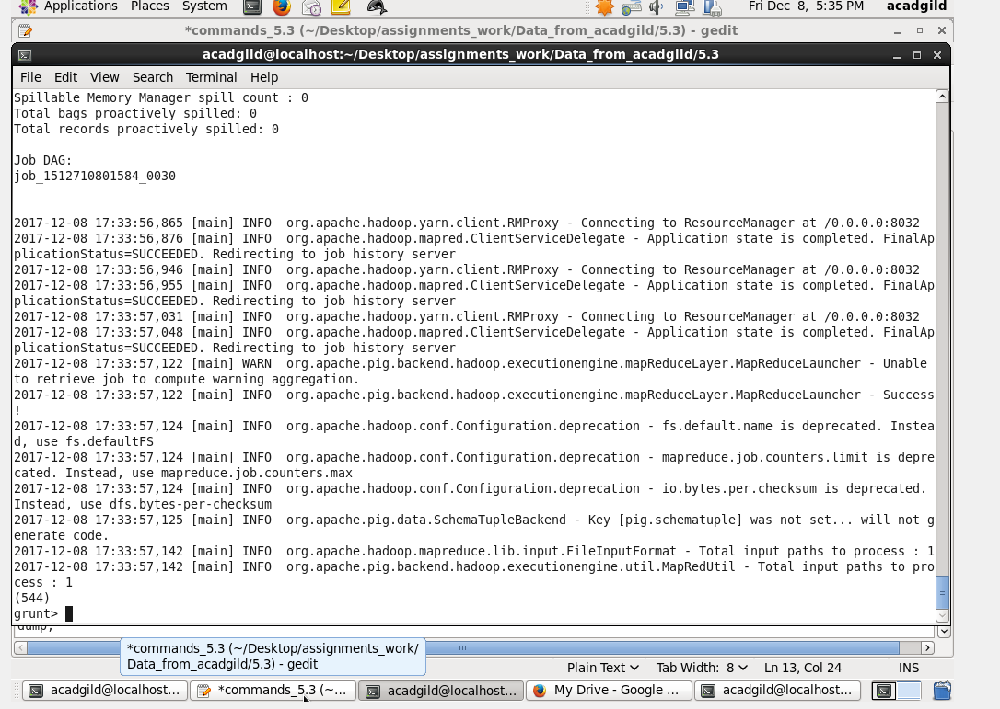 Applications Places System Fri Dec 8, 5:35 PM acadgild
*commands_5.3 (~/Desktop/assignments_work/Data_from_acadgild/5.3) - gedit
acadgild@localhost:~/Desktop/assignments_work/Data_from_acadgild/5.3
File Edit View Search Terminal Help
Spillable Memory Manager spill count : 0
Total bags proactively spilled: 0
Total records proactively spilled: 0
Job DAG:
job_1512710801584_0030
2017-12-08 17:33:56,865 [main] INFO  org.apache.hadoop.yarn.client.RMProxy - Connecting to ResourceManager at /0.0.0.0:8032
2017-12-08 17:33:56,876 [main] INFO  org.apache.hadoop.mapred.ClientServiceDelegate - Application state is completed. FinalAp
plicationStatus=SUCCEEDED. Redirecting to job history server
2017-12-08 17:33:56,946 [main] INFO  org.apache.hadoop.yarn.client.RMProxy - Connecting to ResourceManager at /0.0.0.0:8032
2017-12-08 17:33:56,955 [main] INFO  org.apache.hadoop.mapred.ClientServiceDelegate - Application state is completed. FinalAp
plicationStatus=SUCCEEDED. Redirecting to job history server
2017-12-08 17:33:57,031 [main] INFO  org.apache.hadoop.yarn.client.RMProxy - Connecting to ResourceManager at /0.0.0.0:8032
2017-12-08 17:33:57,048 [main] INFO  org.apache.hadoop.mapred.ClientServiceDelegate - Application state is completed. FinalAp
plicationStatus=SUCCEEDED. Redirecting to job history server
2017-12-08 17:33:57,122 [main] WARN  org.apache.pig.backend.hadoop.executionengine.mapReduceLayer.MapReduceLauncher - Unable
to retrieve job to compute warning aggregation.
2017-12-08 17:33:57,122 [main] INFO  org.apache.pig.backend.hadoop.executionengine.mapReduceLayer.MapReduceLauncher - Success
!
2017-12-08 17:33:57,124 [main] INFO  org.apache.hadoop.conf.Configuration.deprecation - fs.default.name is deprecated. Instea
d, use fs.defaultFS
2017-12-08 17:33:57,124 [main] INFO  org.apache.hadoop.conf.Configuration.deprecation - mapreduce.job.counters.limit is depre
cated. Instead, use mapreduce.job.counters.max
2017-12-08 17:33:57,124 [main] INFO  org.apache.hadoop.conf.Configuration.deprecation - io.bytes.per.checksum is deprecated.
Instead, use dfs.bytes-per-checksum
2017-12-08 17:33:57,125 [main] INFO  org.apache.pig.data.SchemaTupleBackend - Key [pig.schematuple] was not set... will not g
enerate code.
2017-12-08 17:33:57,142 [main] INFO  org.apache.hadoop.mapreduce.lib.input.FileInputFormat - Total input paths to process : 1
2017-12-08 17:33:57,142 [main] INFO  org.apache.pig.backend.hadoop.executionengine.util.MapRedUtil - Total input paths to pro
cess : 1
(544)
grunt>
*commands_5.3 (~/Desktop/assignments_work/
Data_from_acadgild/5.3) - gedit
Plain Text Tab Width: 8 Ln 13, Col 24 INS
acadgild@localhost... *commands_5.3 (~... acadgild@localhost... My Drive - Google ... acadgild@localhost...